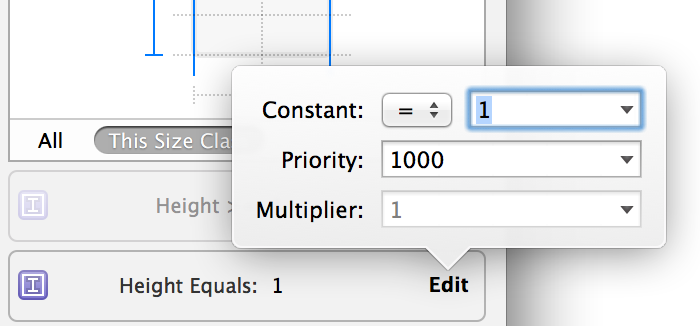 Constant: = 1
Priority: 1000
Multiplier: 1
All This Size Cla
Height >
Height Equals: 1 Edit